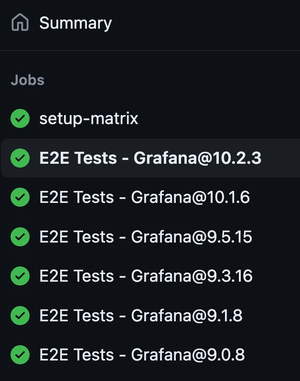 Summary
Jobs
setup-matrix
E2E Tests - Grafana@10.2.3
E2E Tests - Grafana@10.1.6
E2E Tests - Grafana@9.5.15
E2E Tests - Grafana@9.3.16
E2E Tests - Grafana@9.1.8
E2E Tests - Grafana@9.0.8